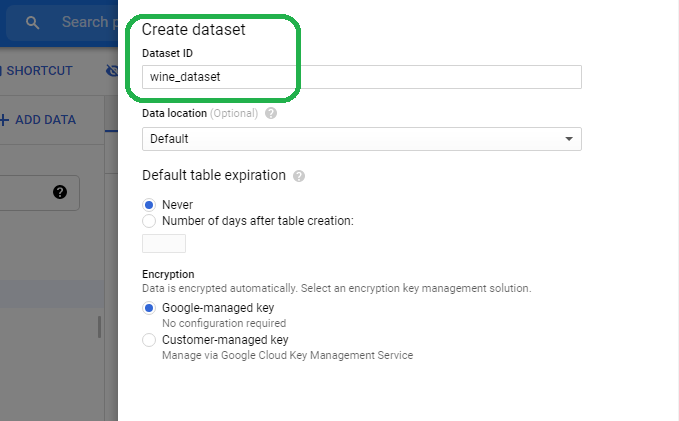 Search p
SHORTCUT
ADD DATA
Create dataset
Dataset ID
wine_dataset
Data location (Optional) ?
Default
Default table expiration ?
Never
Number of days after table creation:
Encryption
Data is encrypted automatically. Select an encryption key management solution.
Google-managed key
No configuration required
Customer-managed key
Manage via Google Cloud Key Management Service